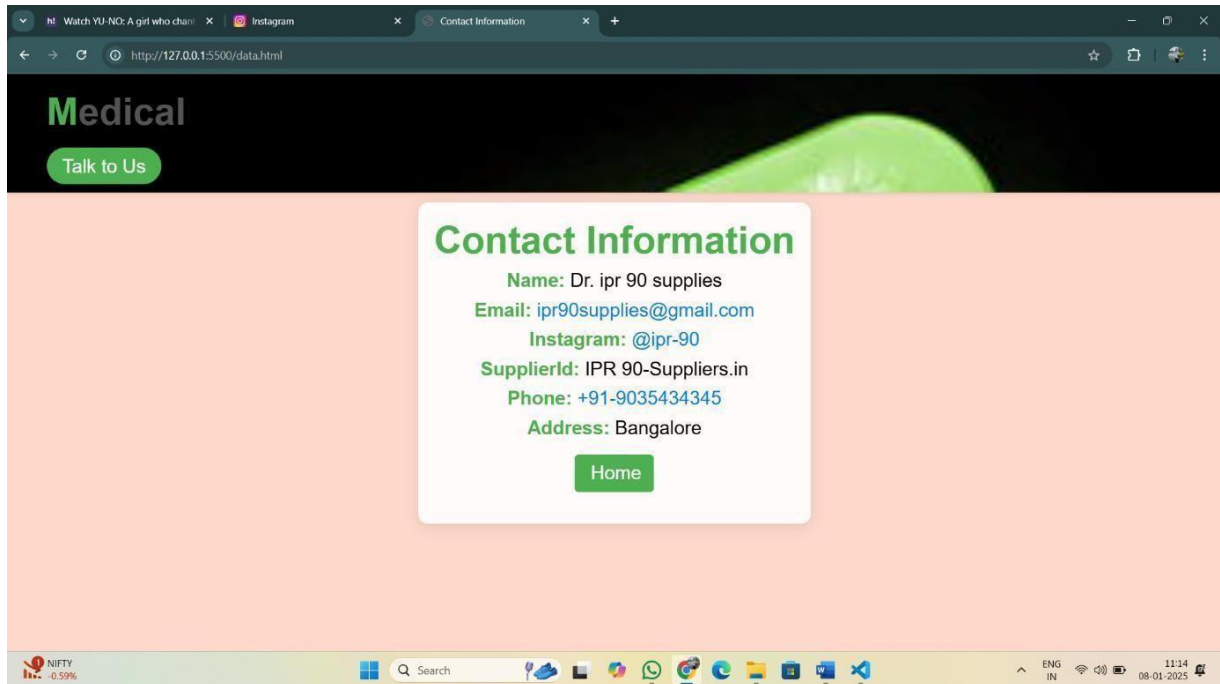 h! Watch YU-NO: A girl who chant
Instagram
Contact Information
http://127.0.0.1:5500/data.html
Medical
Talk to Us
Contact Information
Name: Dr. ipr 90 supplies
Email: ipr90supplies@gmail.com
Instagram: @ipr-90
SupplierId: IPR 90-Suppliers.in
Phone: +91-9035434345
Address: Bangalore
Home
NIFTY
-0.59%
Search
ENG
IN
11:14
08-01-2025